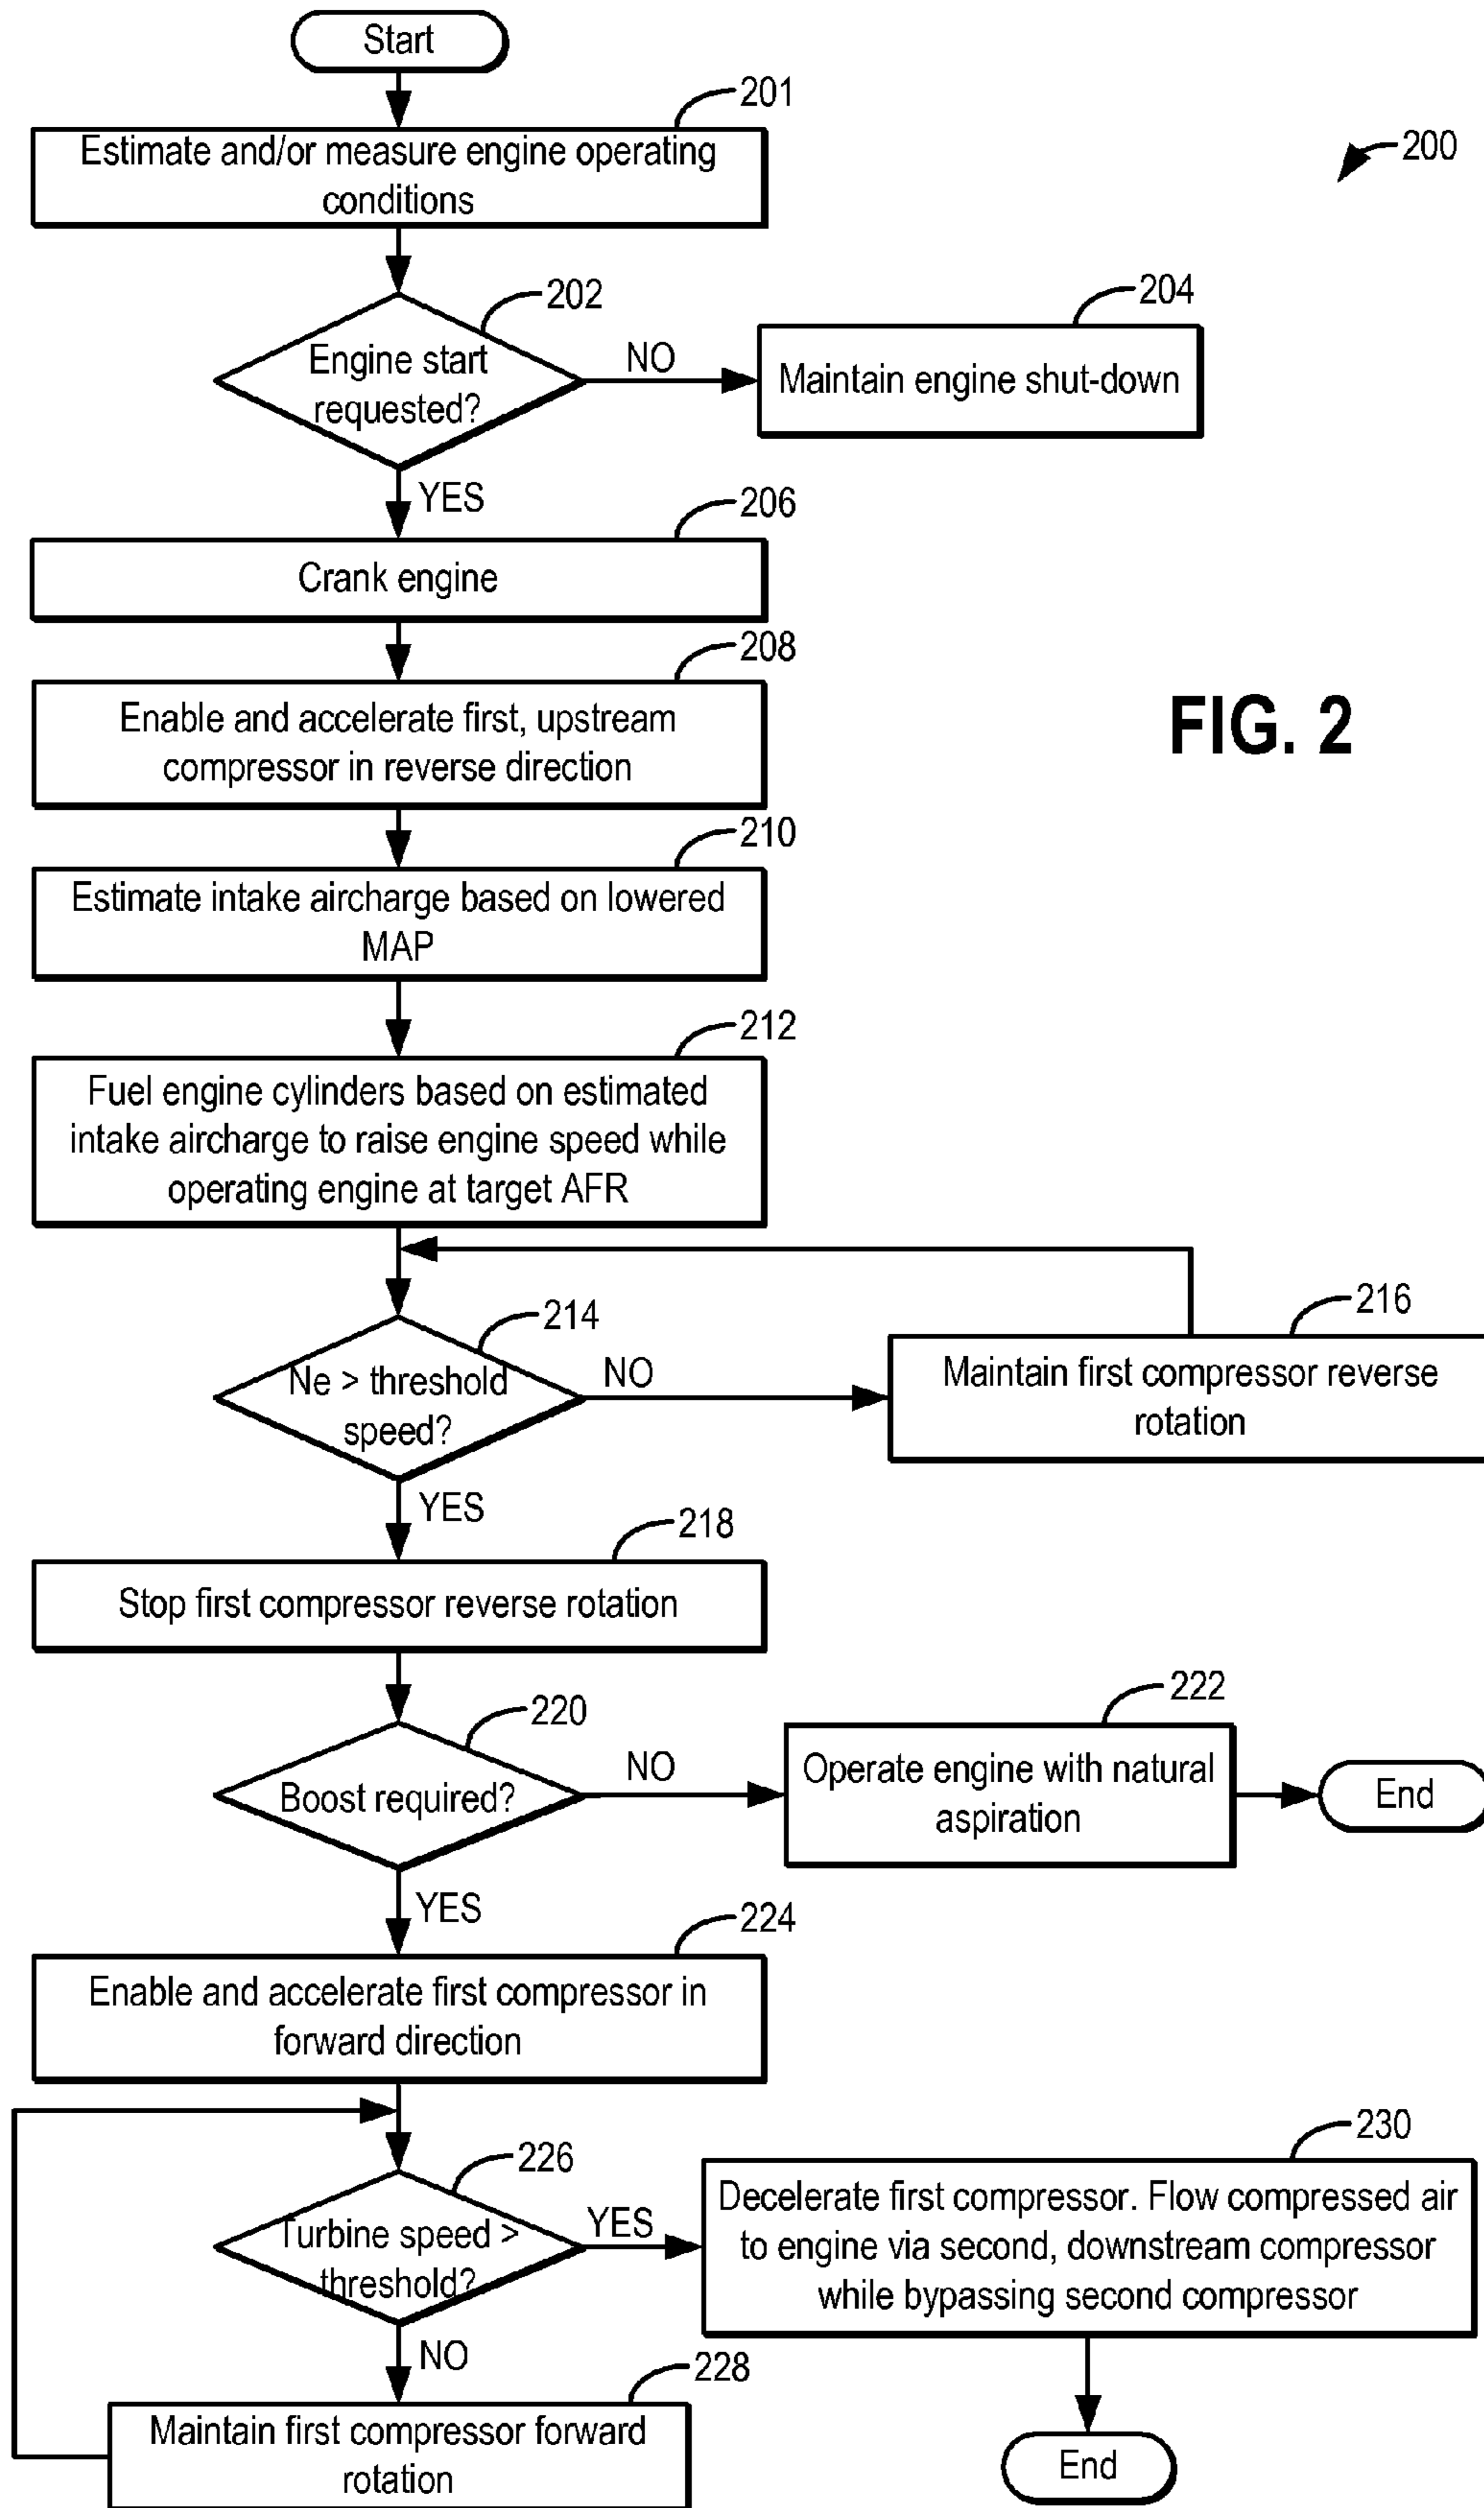 Start
201
Estimate and/or measure engine operating
conditions
200
202
Engine start
requested?
NO
204
Maintain engine shut-down
YES
206
Crank engine
208
Enable and accelerate first, upstream
compressor in reverse direction
FIG. 2
210
Estimate intake aircharge based on lowered
MAP
212
Fuel engine cylinders based on estimated
intake aircharge to raise engine speed while
operating engine at target AFR
214
Ne > threshold
speed?
NO
216
Maintain first compressor reverse
rotation
YES
218
Stop first compressor reverse rotation
220
Boost required?
NO
222
Operate engine with natural
aspiration
End
YES
224
Enable and accelerate first compressor in
forward direction
226
Turbine speed >
threshold?
YES
230
Decelerate first compressor. Flow compressed air
to engine via second, downstream compressor
while bypassing second compressor
NO
228
Maintain first compressor forward
rotation
End